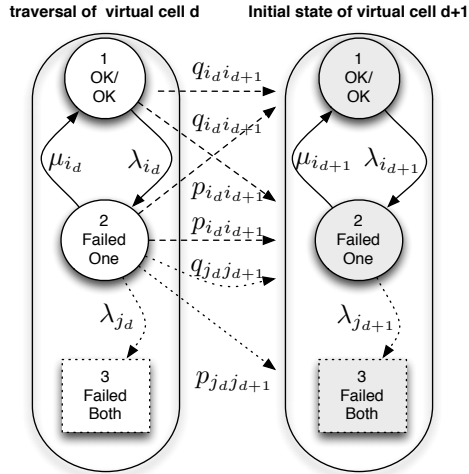 traversal of virtual cell d
Initial state of virtual cell d+1
1
OK/
OK
q_{i_d i_{d+1}}
1
OK/
OK
q_{i_d i_{d+1}}
μ_{i_d}
λ_{i_d}
μ_{i_{d+1}}
λ_{i_{d+1}}
p_{i_d i_{d+1}}
2
Failed
One
p_{i_d i_{d+1}}
2
Failed
One
q_{j_d j_{d+1}}
λ_{j_d}
λ_{j_{d+1}}
3
Failed
Both
p_{j_d j_{d+1}}
3
Failed
Both